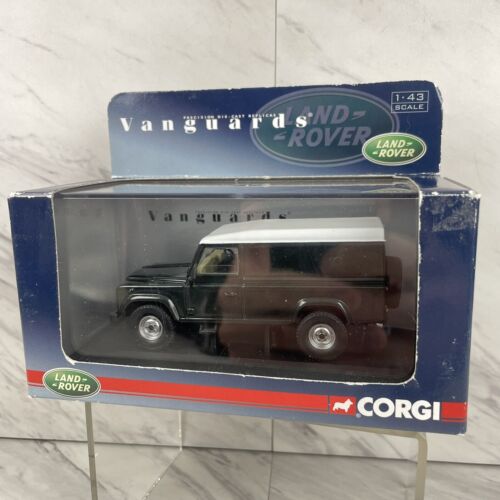 1:43
SCALE
PRECISION DIE-CAST REPLICAS
Vanguards
LAND
ROVER
LAND
ROVER
Vanguards
LAND
ROVER
CORGI